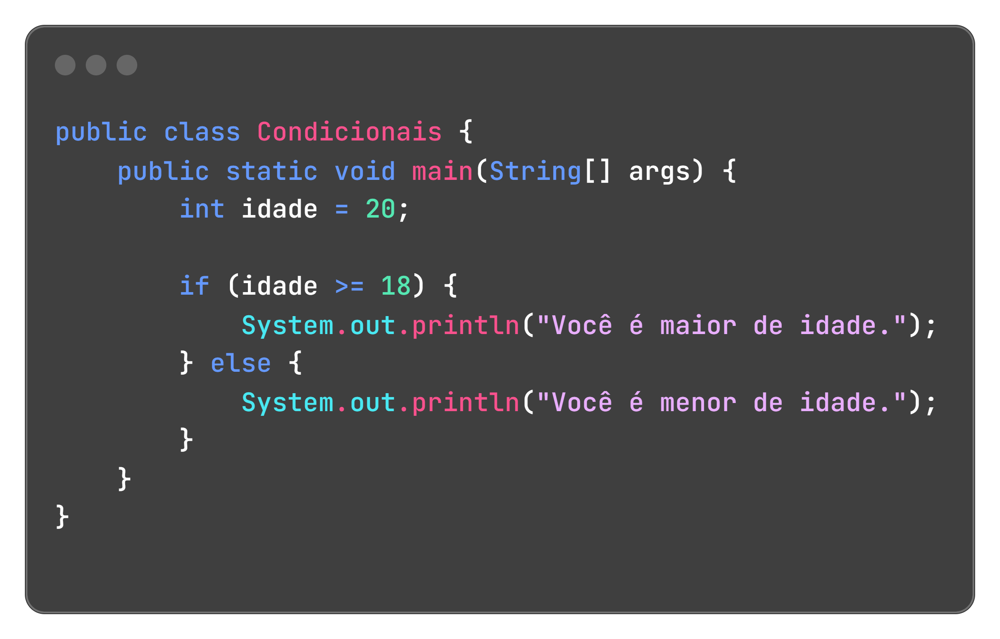 public class Condicionais {
    public static void main(String[] args) {
        int idade = 20;

        if (idade >= 18) {
            System.out.println("Você é maior de idade.");
        } else {
            System.out.println("Você é menor de idade.");
        }
    }
}